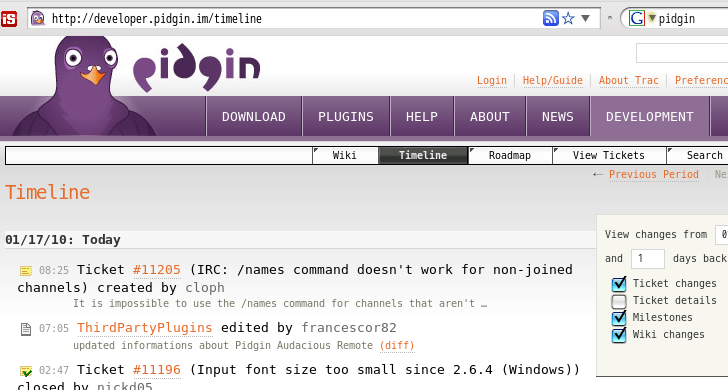 iS http://developer.pidgin.im/timeline G pidgin
pidgin
Login Help/Guide About Trac Preferenc
DOWNLOAD PLUGINS HELP ABOUT NEWS DEVELOPMENT
Wiki Timeline Roadmap View Tickets Search
← Previous Period Ne
Timeline
View changes from 0
01/17/10: Today
and 1 days back
08:25 Ticket #11205 (IRC: /names command doesn't work for non-joined
channels) created by cloph
It is impossible to use the /names command for channels that aren't …
Ticket changes
Ticket details
Milestones
Wiki changes
07:05 ThirdPartyPlugins edited by francescor82
updated informations about Pidgin Audacious Remote (diff)
02:47 Ticket #11196 (Input font size too small since 2.6.4 (Windows))
closed by nickd05